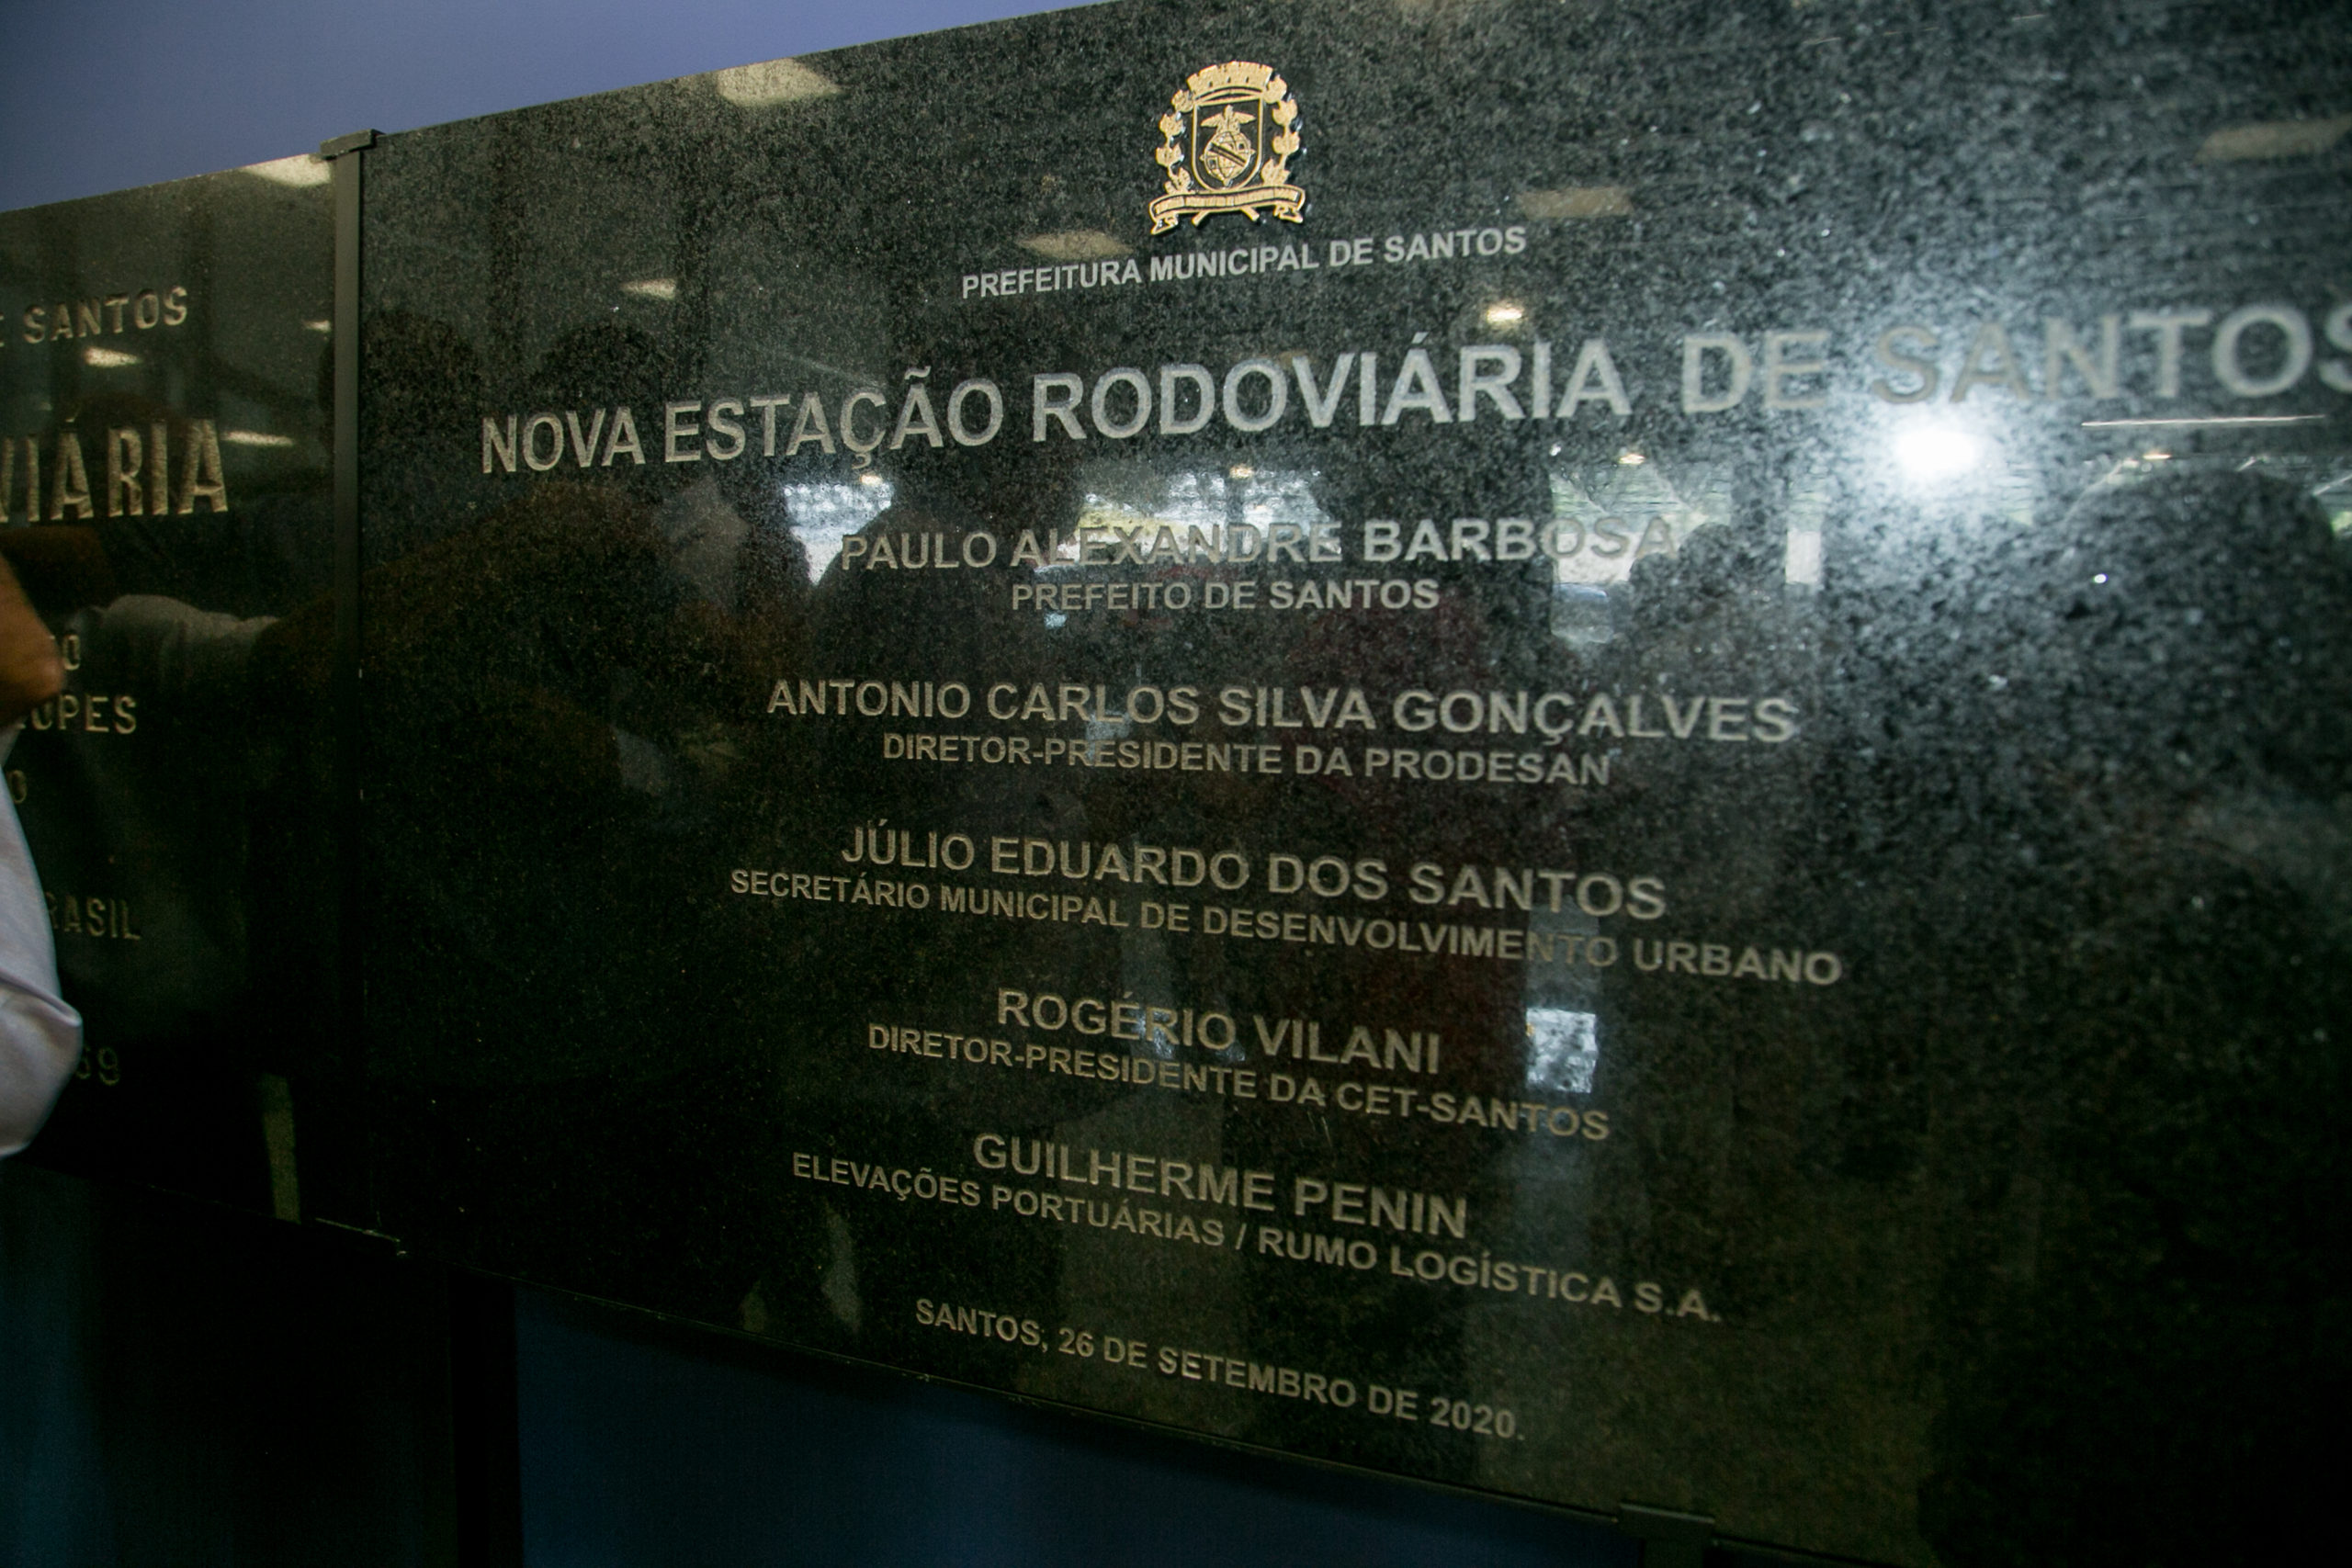 SANTOS
VIÁRIA
BRASIL
PREFEITURA MUNICIPAL DE SANTOS
NOVA ESTAÇÃO RODOVIÁRIA DE SANTOS
PAULO ALEXANDRE BARBOSA
PREFEITO DE SANTOS
ANTONIO CARLOS SILVA GONÇALVES
DIRETOR-PRESIDENTE DA PRODESAN
JÚLIO EDUARDO DOS SANTOS
SECRETÁRIO MUNICIPAL DE DESENVOLVIMENTO URBANO
ROGÉRIO VILANI
DIRETOR-PRESIDENTE DA CET-SANTOS
GUILHERME PENIN
ELEVAÇÕES PORTUÁRIAS / RUMO LOGÍSTICA S.A.
SANTOS, 26 DE SETEMBRO DE 2020.